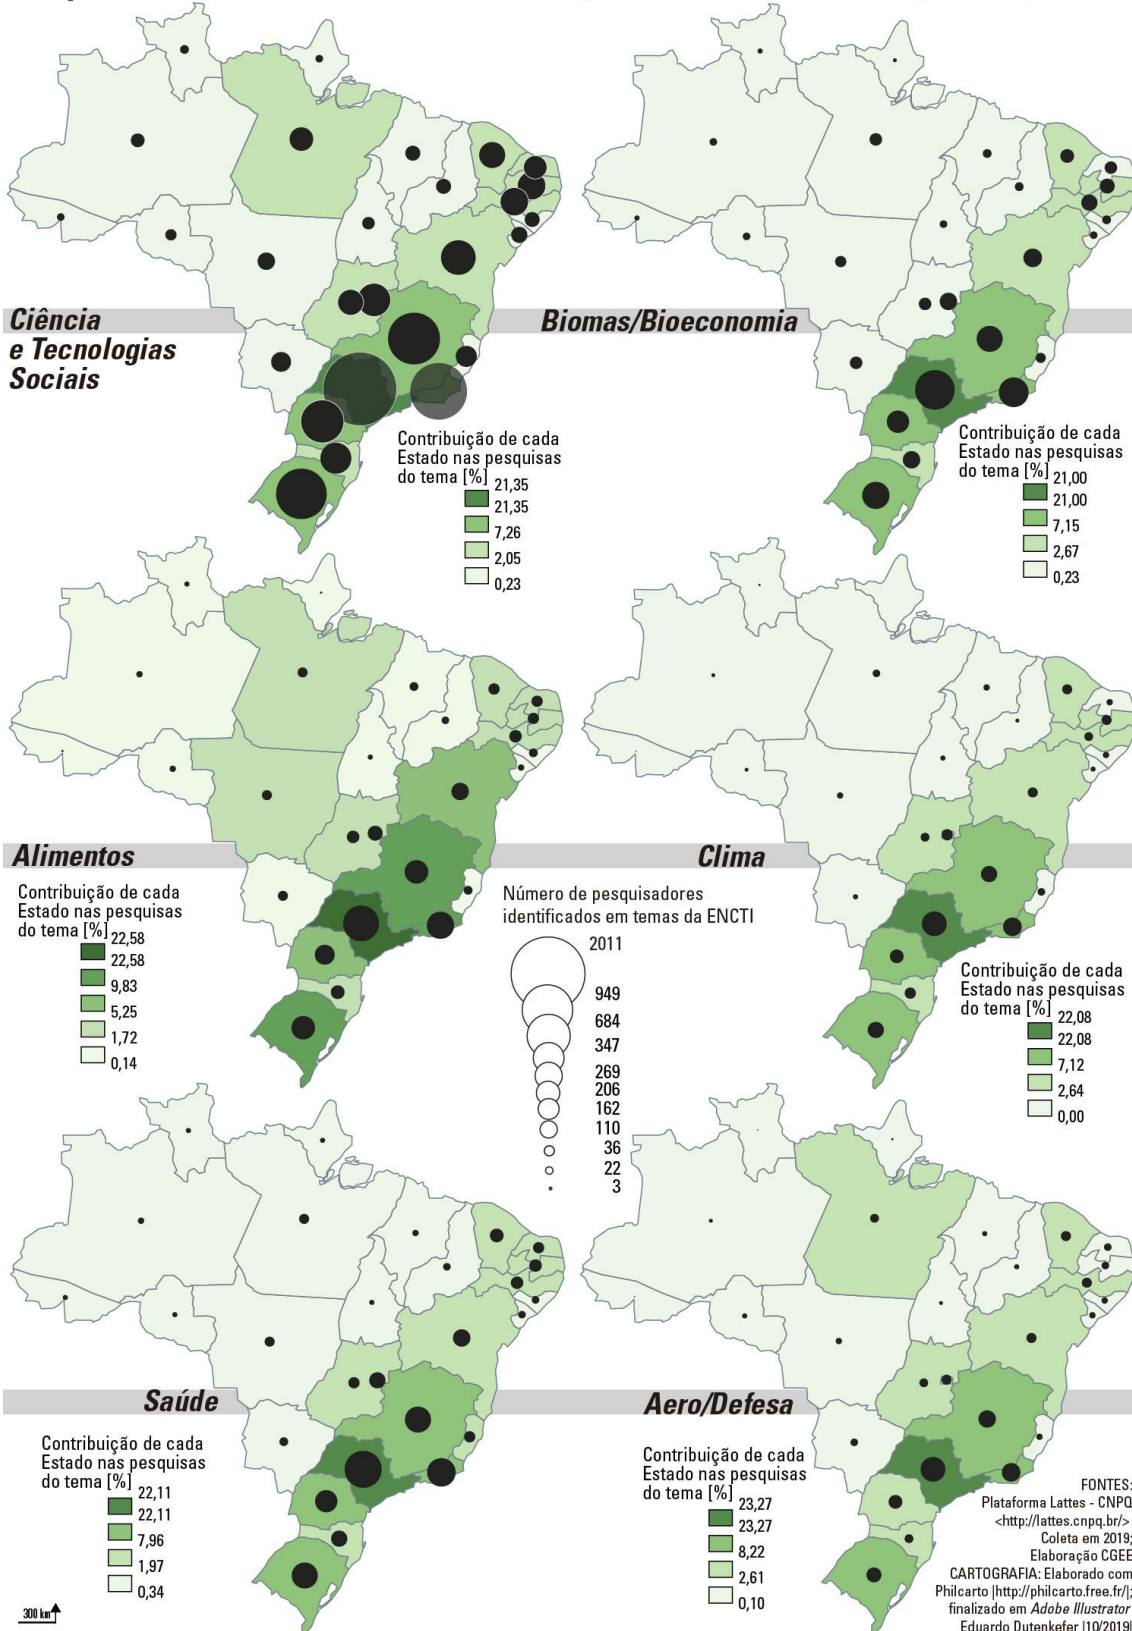 Ciência
e Tecnologias
Sociais
Contribuição de cada
Estado nas pesquisas
do tema [%]
21,35
21,35
7,26
2,05
0,23
Biomas/Bioeconomia
Contribuição de cada
Estado nas pesquisas
do tema [%]
21,00
21,00
7,15
2,67
0,23
Alimentos
Contribuição de cada
Estado nas pesquisas
do tema [%]
22,58
22,58
9,83
5,25
1,72
0,14
Número de pesquisadores
identificados em temas da ENCTI
2011
949
684
347
269
206
162
110
36
22
3
Clima
Contribuição de cada
Estado nas pesquisas
do tema [%]
22,08
22,08
7,12
2,64
0,00
Saúde
Contribuição de cada
Estado nas pesquisas
do tema [%]
22,11
22,11
7,96
1,97
0,34
300 km
Aero/Defesa
Contribuição de cada
Estado nas pesquisas
do tema [%]
23,27
23,27
8,22
2,61
0,10
FONTES:
Plataforma Lattes - CNPQ
<http://lattes.cnpq.br/>
Coleta em 2019;
Elaboração CGEE
CARTOGRAFIA: Elaborado com
Philcarto |http://philcarto.free.fr/|;
finalizado em Adobe Illustrator
Eduardo Dutenkefer |10/2019|